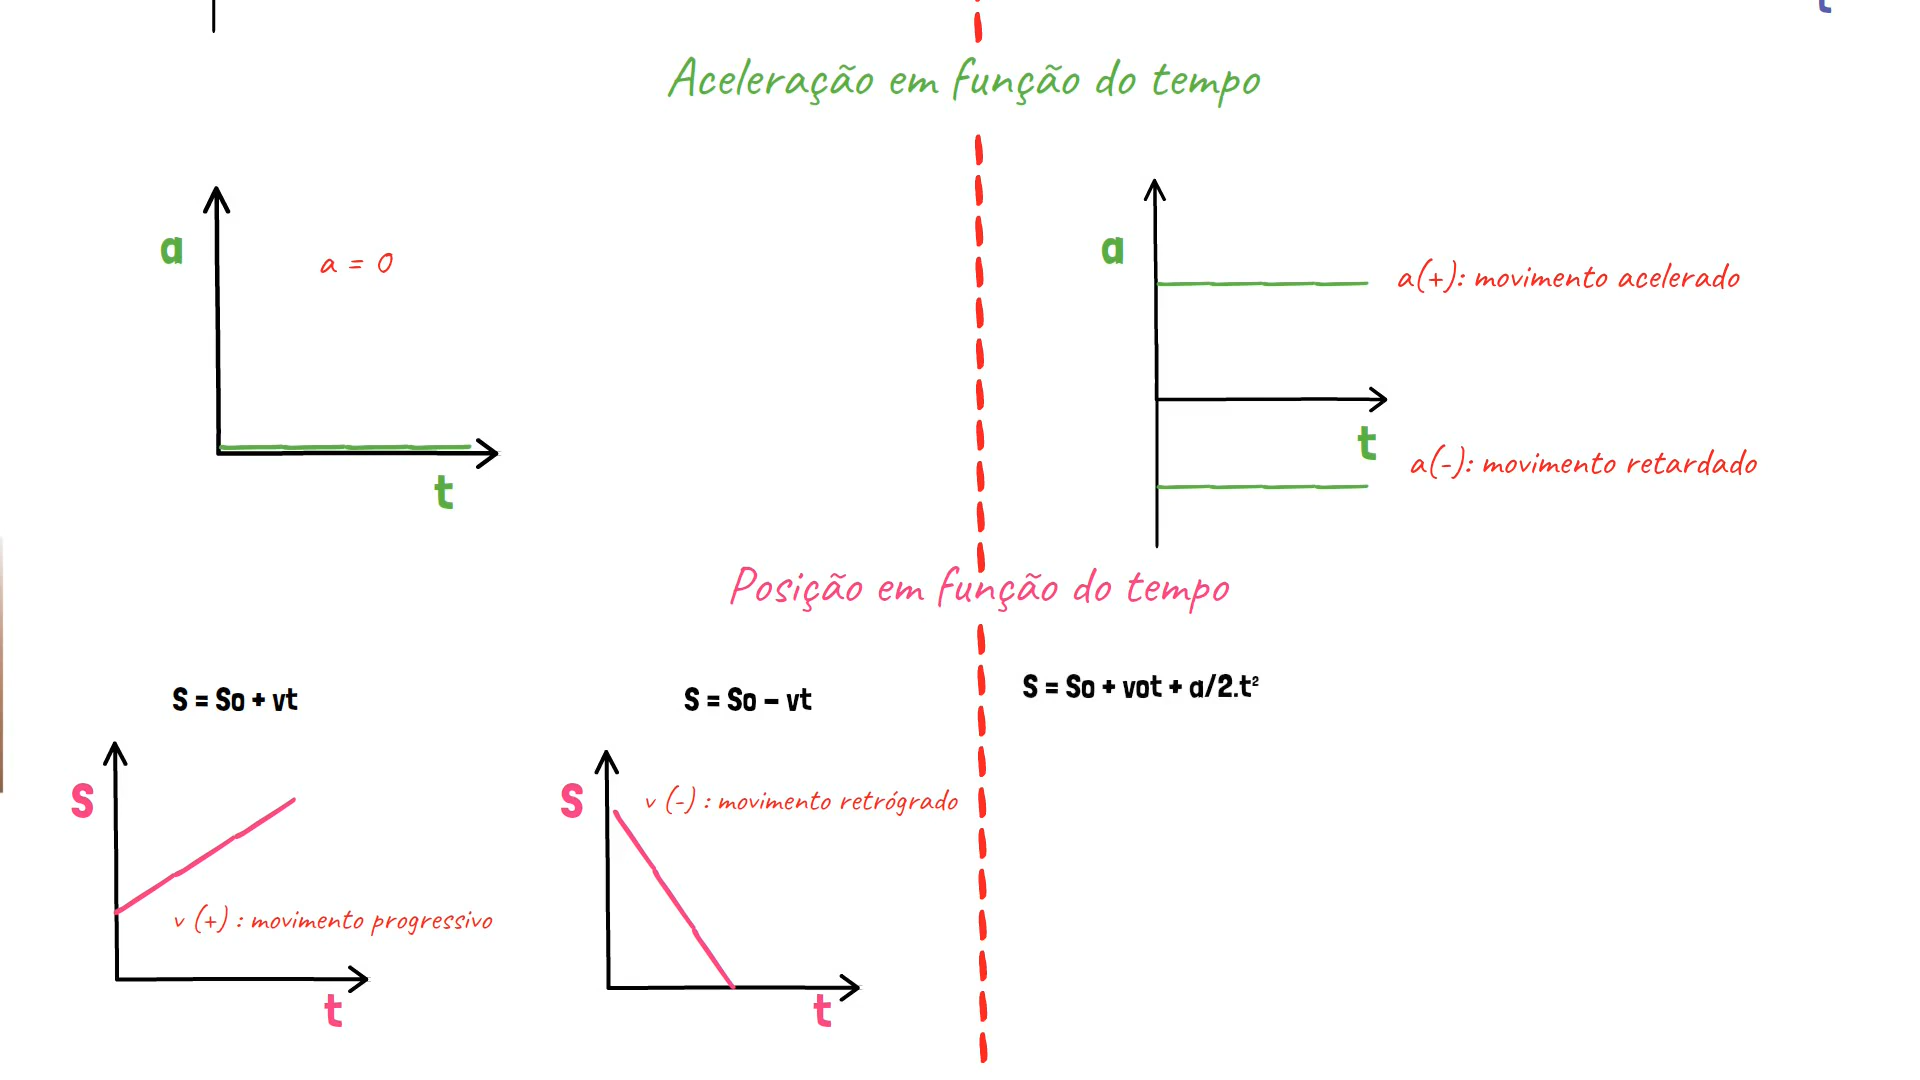 t
Aceleração em função do tempo
a
a = 0
t
a
a(+): movimento acelerado
t
a(-): movimento retardado
Posição em função do tempo
S = So + vt
S = So - vt
S = So + vot + a/2.t²
S
v (+) : movimento progressivo
t
S
v (-) : movimento retrógrado
t